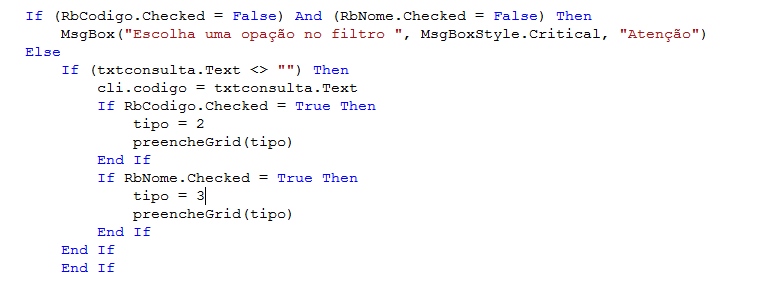 If (RbCodigo.Checked = False) And (RbNome.Checked = False) Then
MsgBox("Escolha uma opação no filtro ", MsgBoxStyle.Critical, "Atenção")
Else
If (txtconsulta.Text <> "") Then
cli.codigo = txtconsulta.Text
If RbCodigo.Checked = True Then
tipo = 2
preencheGrid(tipo)
End If
If RbNome.Checked = True Then
tipo = 3
preencheGrid(tipo)
End If
End If
End If